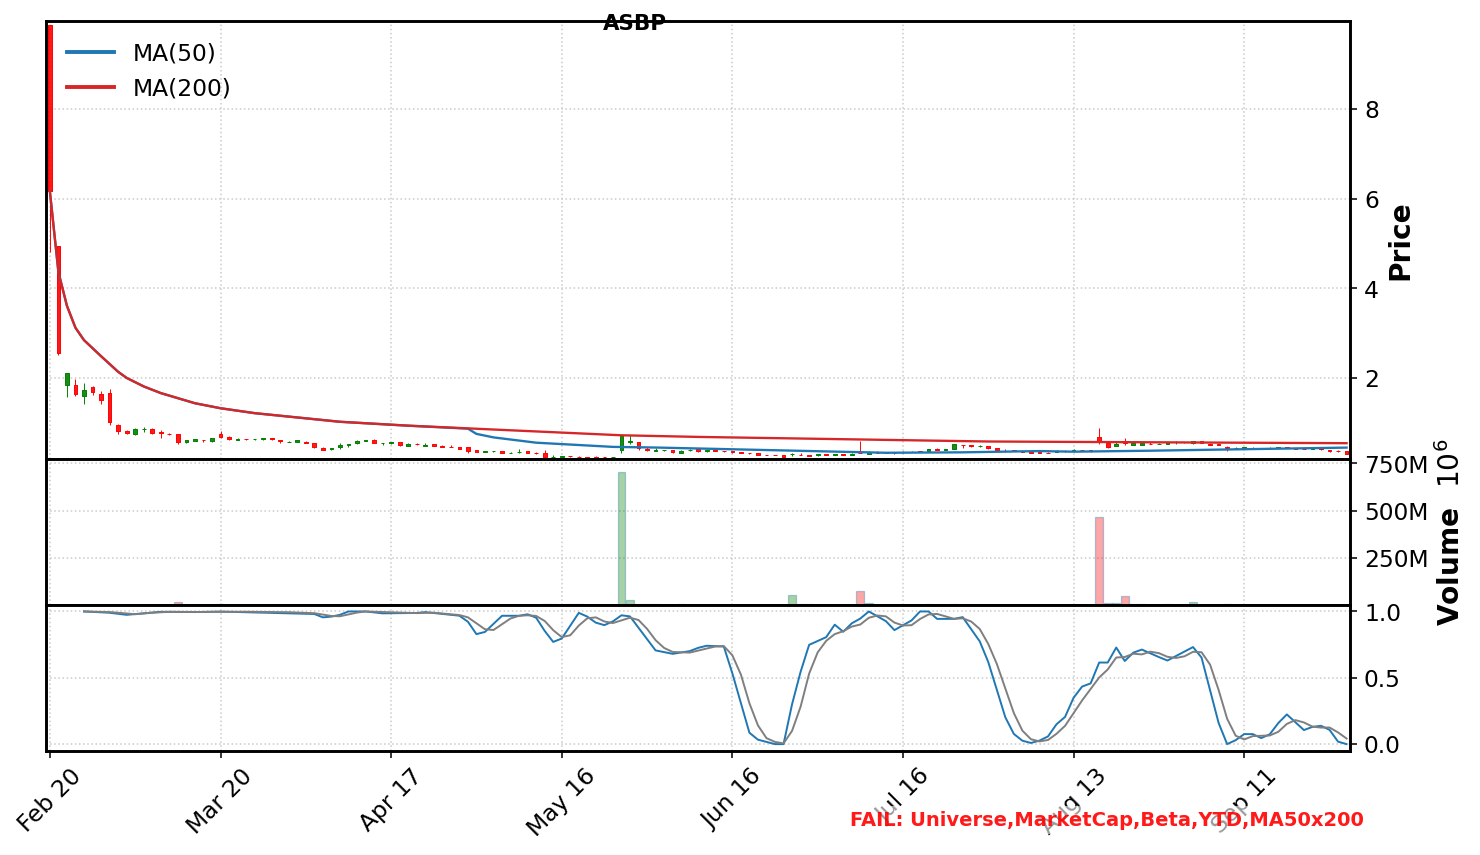 ASBP
MA(50)
MA(200)
8
6
4
2
Price
750M
500M
250M
Volume 10^6
1.0
0.5
0.0
Feb 20
Mar 20
Apr 17
May 16
Jun 16
Jul 16
Aug 13
Sep 11
FAIL: Universe,MarketCap,Beta,YTD,MA50x200